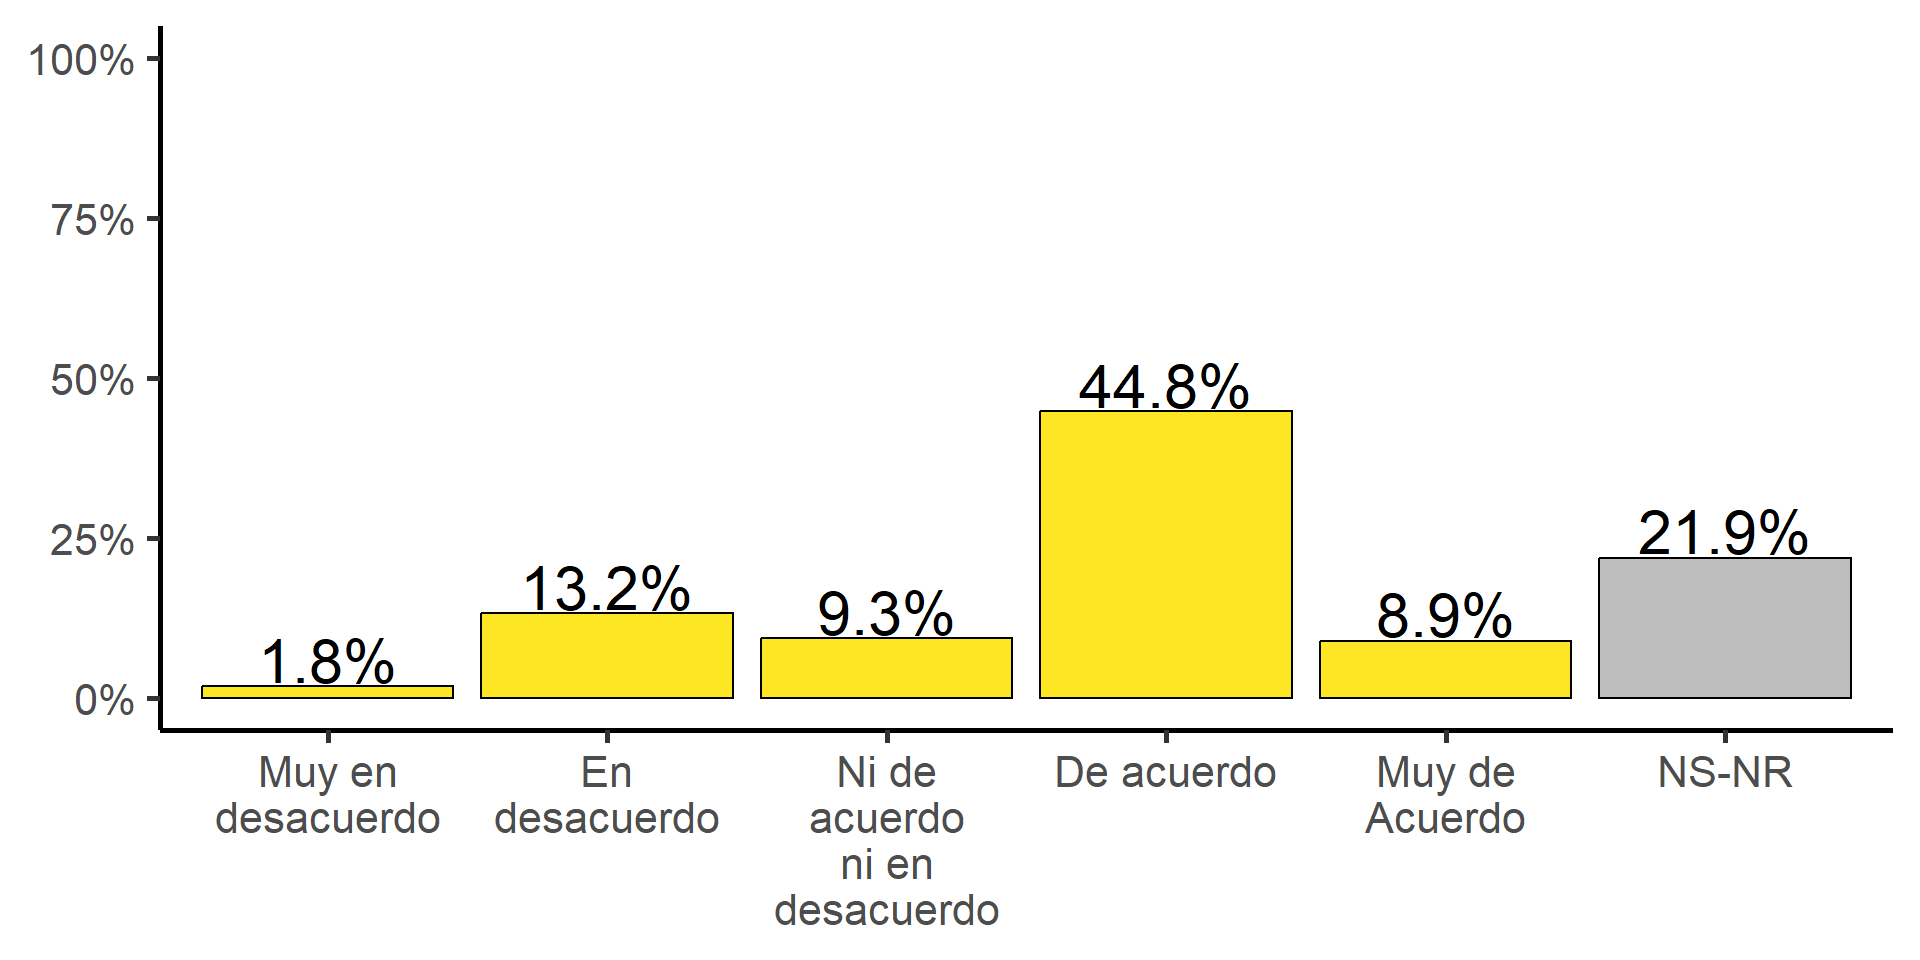 100%
75%
50%
25%
0%
1.8%
13.2%
9.3%
44.8%
8.9%
21.9%
Muy en
desacuerdo
En
desacuerdo
Ni de
acuerdo
ni en
desacuerdo
De acuerdo
Muy de
Acuerdo
NS-NR